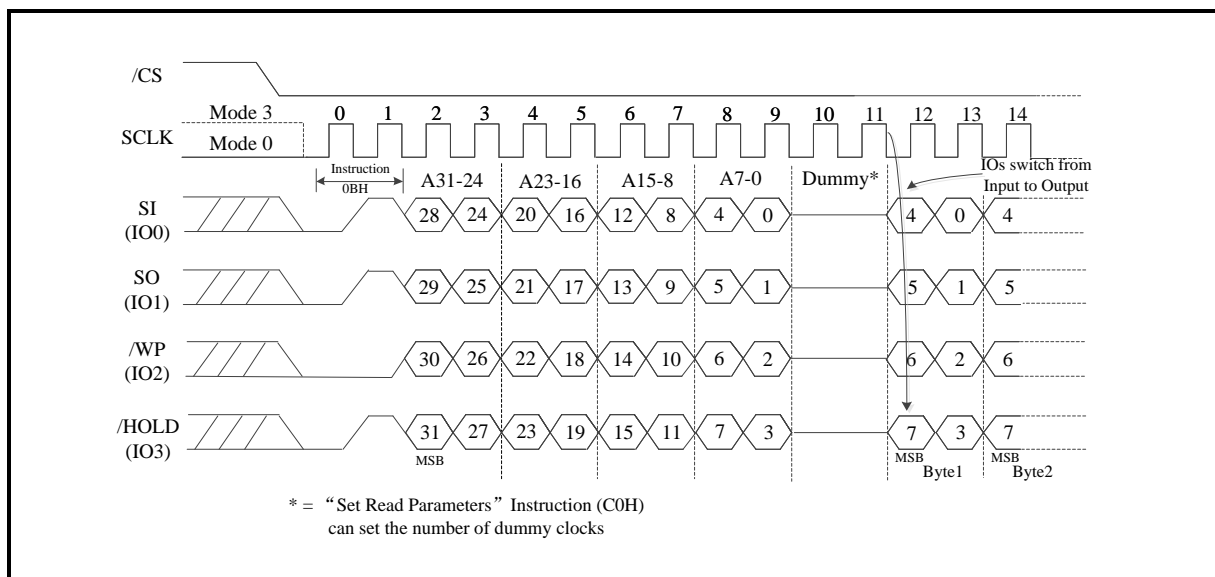 /CS
0 1 2 3 4 5 6 7 8 9 10 11 12 13 14
Mode 3
SCLK
Mode 0
Instruction
0BH
A31-24 A23-16 A15-8 A7-0 Dummy*
IOs switch from
Input to Output
SI
(IO0)
28 24 20 16 12 8 4 0 4 0 4
SO
(IO1)
29 25 21 17 13 9 5 1 5 1 5
/WP
(IO2)
30 26 22 18 14 10 6 2 6 2 6
/HOLD
(IO3)
31 27 23 19 15 11 7 3 7 3 7
MSB MSB MSB
Byte1 Byte2
* = “Set Read Parameters” Instruction (C0H)
can set the number of dummy clocks